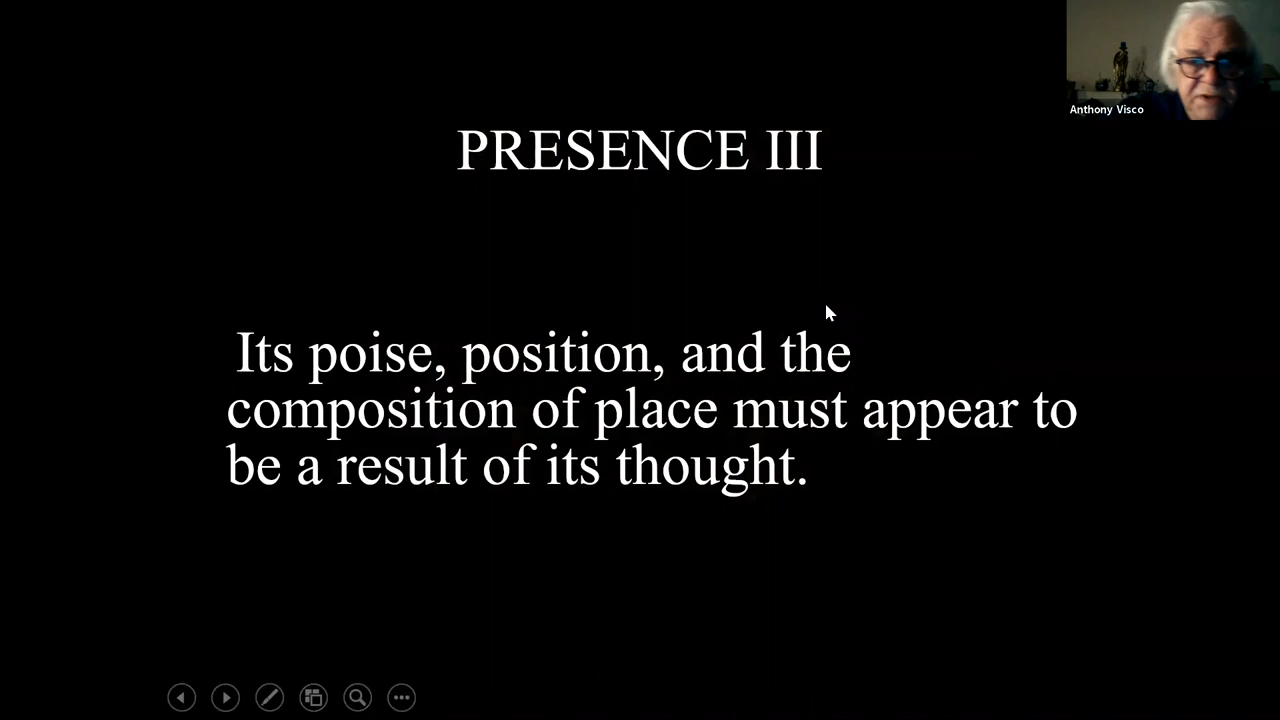 Anthony Visco
PRESENCE III
Its poise, position, and the
composition of place must appear to
be a result of its thought.